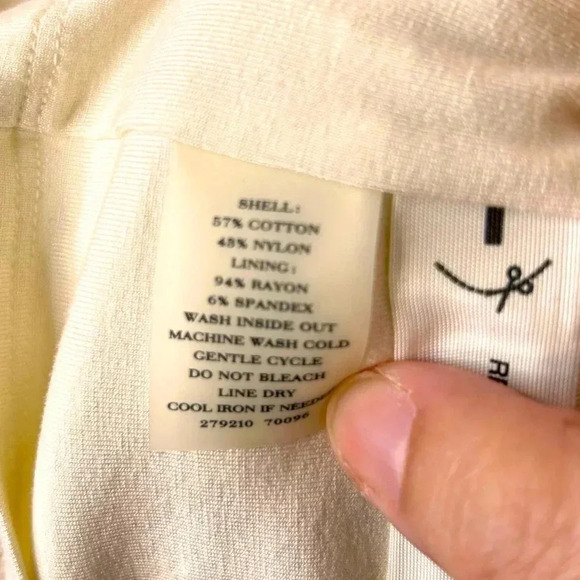 SHELL:
57% COTTON
43% NYLON
LINING:
94% RAYON
6% SPANDEX
WASH INSIDE OUT
MACHINE WASH COLD
GENTLE CYCLE
DO NOT BLEACH
LINE DRY
COOL IRON IF
279210 70096